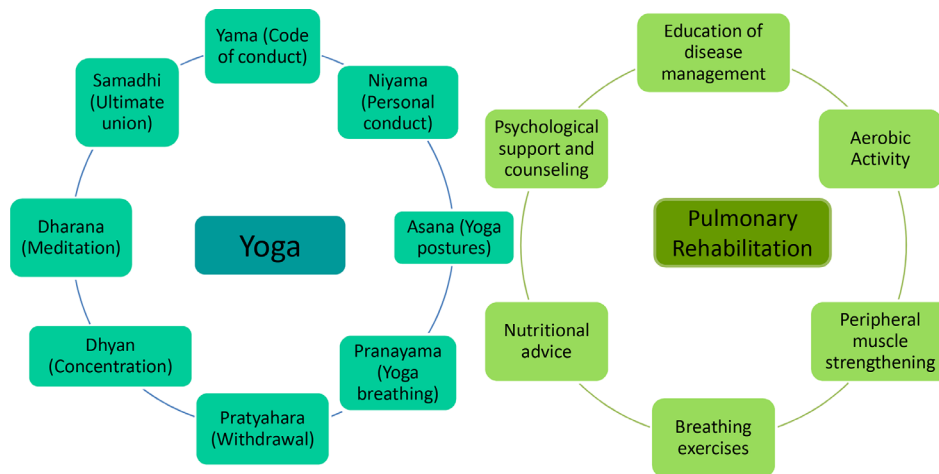 Yama (Code
of conduct)
Niyama
(Personal
conduct)
Asana (Yoga
postures)
Pranayama
(Yoga
breathing)
Pratyahara
(Withdrawal)
Dhyan
(Concentration)
Dharana
(Meditation)
Samadhi
(Ultimate
union)
Yoga
Education of
disease
management
Aerobic
Activity
Peripheral
muscle
strengthening
Breathing
exercises
Nutritional
advice
Psychological
support and
counseling
Pulmonary
Rehabilitation